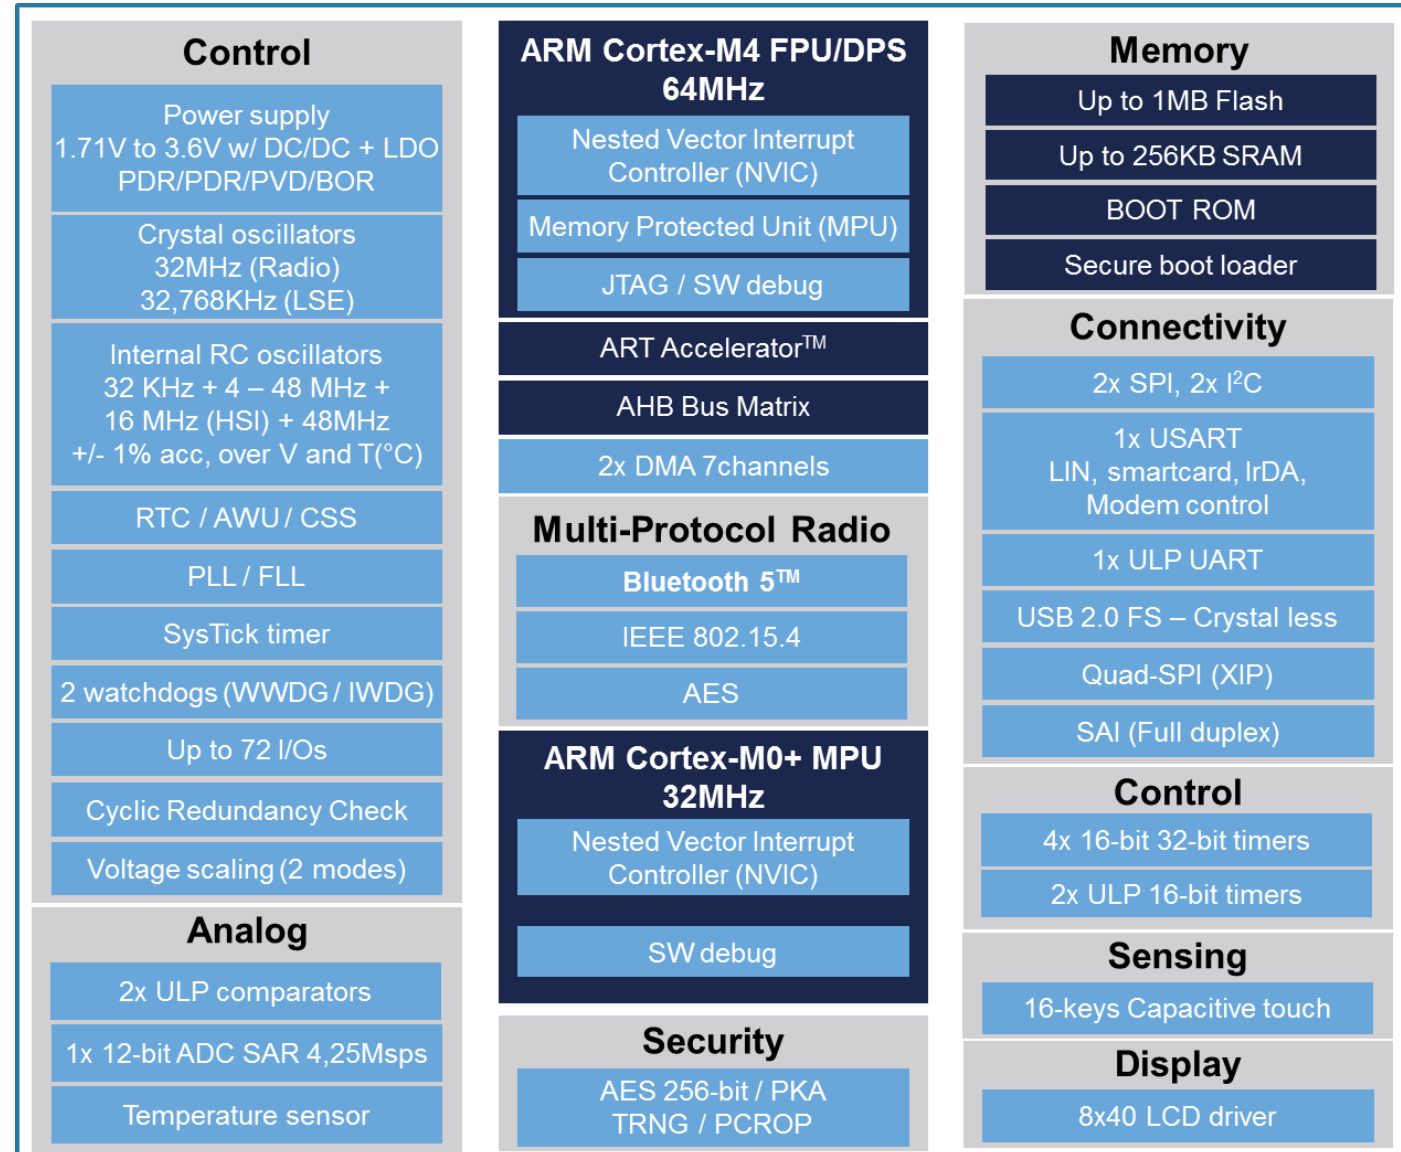 Control
Power supply
1.71V to 3.6V w/ DC/DC + LDO
PDR/PDR/PVD/BOR
Crystal oscillators
32MHz (Radio)
32,768KHz (LSE)
Internal RC oscillators
32 KHz + 4 – 48 MHz +
16 MHz (HSI) + 48MHz
+/- 1% acc, over V and T(°C)
RTC / AWU / CSS
PLL / FLL
SysTick timer
2 watchdogs (WWDG / IWDG)
Up to 72 I/Os
Cyclic Redundancy Check
Voltage scaling (2 modes)
Analog
2x ULP comparators
1x 12-bit ADC SAR 4,25Msps
Temperature sensor
ARM Cortex-M4 FPU/DPS
64MHz
Nested Vector Interrupt
Controller (NVIC)
Memory Protected Unit (MPU)
JTAG / SW debug
ART Accelerator™
AHB Bus Matrix
2x DMA 7channels
Multi-Protocol Radio
Bluetooth 5™
IEEE 802.15.4
AES
ARM Cortex-M0+ MPU
32MHz
Nested Vector Interrupt
Controller (NVIC)
SW debug
Security
AES 256-bit / PKA
TRNG / PCROP
Memory
Up to 1MB Flash
Up to 256KB SRAM
BOOT ROM
Secure boot loader
Connectivity
2x SPI, 2x I²C
1x USART
LIN, smartcard, IrDA,
Modem control
1x ULP UART
USB 2.0 FS – Crystal less
Quad-SPI (XIP)
SAI (Full duplex)
Control
4x 16-bit 32-bit timers
2x ULP 16-bit timers
Sensing
16-keys Capacitive touch
Display
8x40 LCD driver